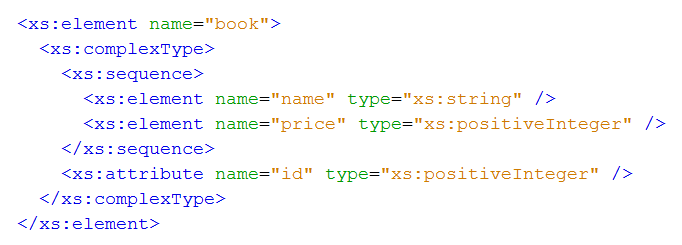 <xs:element name="book">
  <xs:complexType>
    <xs:sequence>
      <xs:element name="name" type="xs:string" />
      <xs:element name="price" type="xs:positiveInteger" />
    </xs:sequence>
    <xs:attribute name="id" type="xs:positiveInteger" />
  </xs:complexType>
</xs:element>